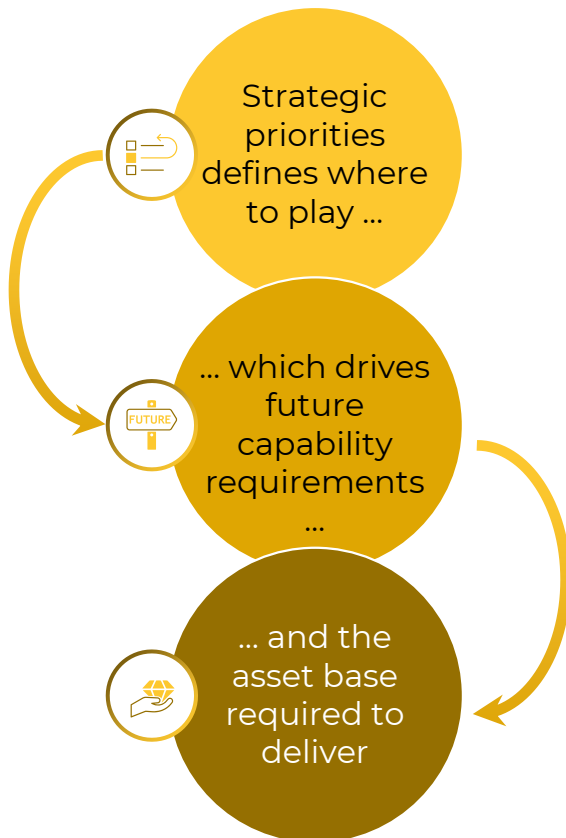 Strategic
priorities
defines where
to play ...
... which drives
FUTURE
future
capability
requirements
...
... and the
asset base
required to
deliver